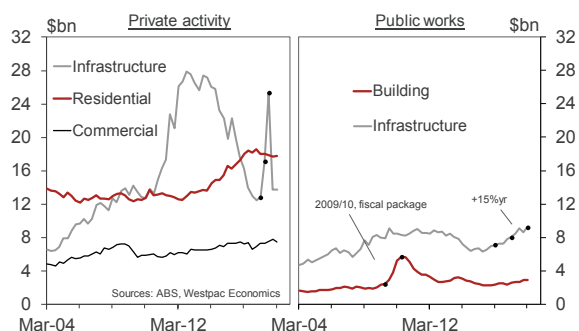 Private activity
Public works
$bn
$bn
32
28
24
20
16
12
8
4
0
Infrastructure
Residential
Commercial
Sources: ABS, Westpac Economics
Mar-04
Mar-12
Building
Infrastructure
2009/10, fiscal package
+15%yr
32
28
24
20
16
12
8
4
0
Mar-04
Mar-12